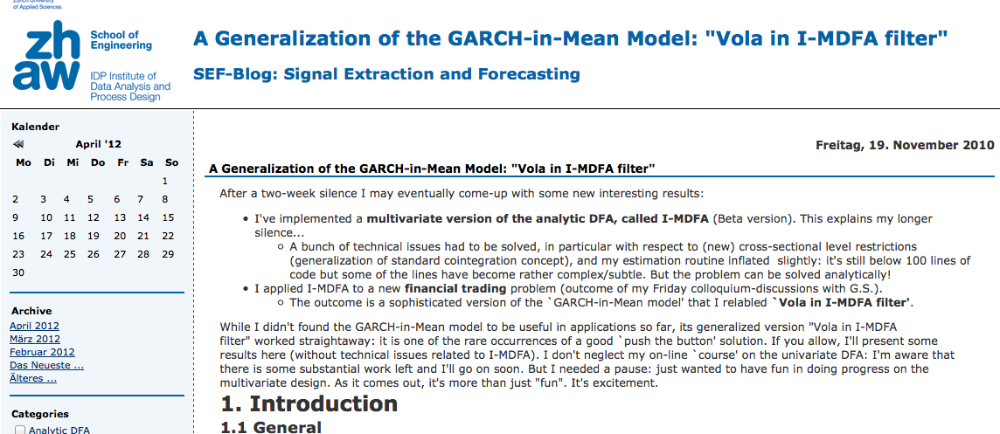 Zurich University
of Applied Sciences
zh
aw
School of
Engineering
IDP Institute of
Data Analysis and
Process Design
A Generalization of the GARCH-in-Mean Model: "Vola in I-MDFA filter"
SEF-Blog: Signal Extraction and Forecasting
Kalender
April '12
Mo Di Mi Do Fr Sa So
1
2 3 4 5 6 7 8
9 10 11 12 13 14 15
16 17 18 19 20 21 22
23 24 25 26 27 28 29
30
Archive
April 2012
März 2012
Februar 2012
Das Neueste ...
Älteres ...
Categories
Analytic DFA
Freitag, 19. November 2010
A Generalization of the GARCH-in-Mean Model: "Vola in I-MDFA filter"
After a two-week silence I may eventually come-up with some new interesting results:
• I've implemented a multivariate version of the analytic DFA, called I-MDFA (Beta version). This explains my longer
silence...
○ A bunch of technical issues had to be solved, in particular with respect to (new) cross-sectional level restrictions
(generalization of standard cointegration concept), and my estimation routine inflated slightly: it's still below 100 lines of
code but some of the lines have become rather complex/subtle. But the problem can be solved analytically!
• I applied I-MDFA to a new financial trading problem (outcome of my Friday colloquium-discussions with G.S.).
○ The outcome is a sophisticated version of the `GARCH-in-Mean model' that I relabled `Vola in I-MDFA filter'.
While I didn't found the GARCH-in-Mean model to be useful in applications so far, its generalized version "Vola in I-MDFA
filter" worked straightaway: it is one of the rare occurrences of a good `push the button' solution. If you allow, I'll present some
results here (without technical issues related to I-MDFA). I don't neglect my on-line `course' on the univariate DFA: I'm aware that
there is some substantial work left and I'll go on soon. But I needed a pause: just wanted to have fun in doing progress on the
multivariate design. As it comes out, it's more than just "fun". It's excitement.
1. Introduction
1.1 General